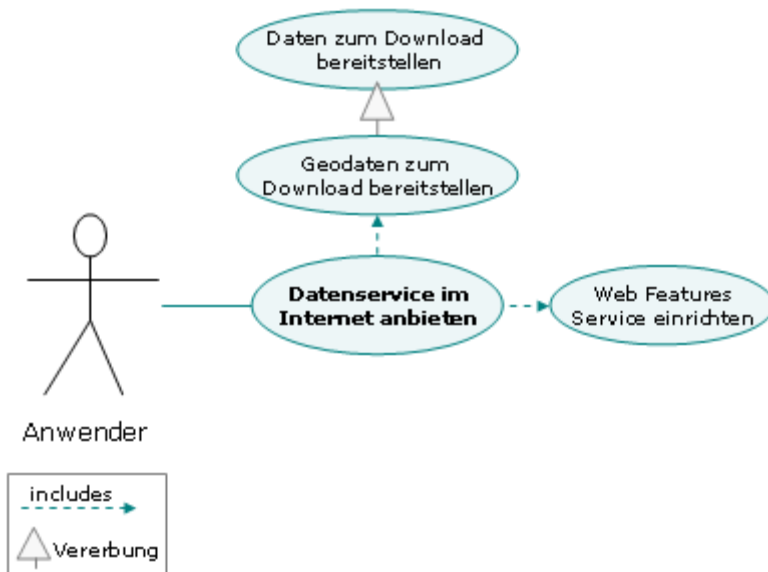 Daten zum Download
bereitstellen
Geodaten zum
Download bereitstellen
Datenservice im
Internet anbieten
Web Features
Service einrichten
Anwender
includes
Vererbung